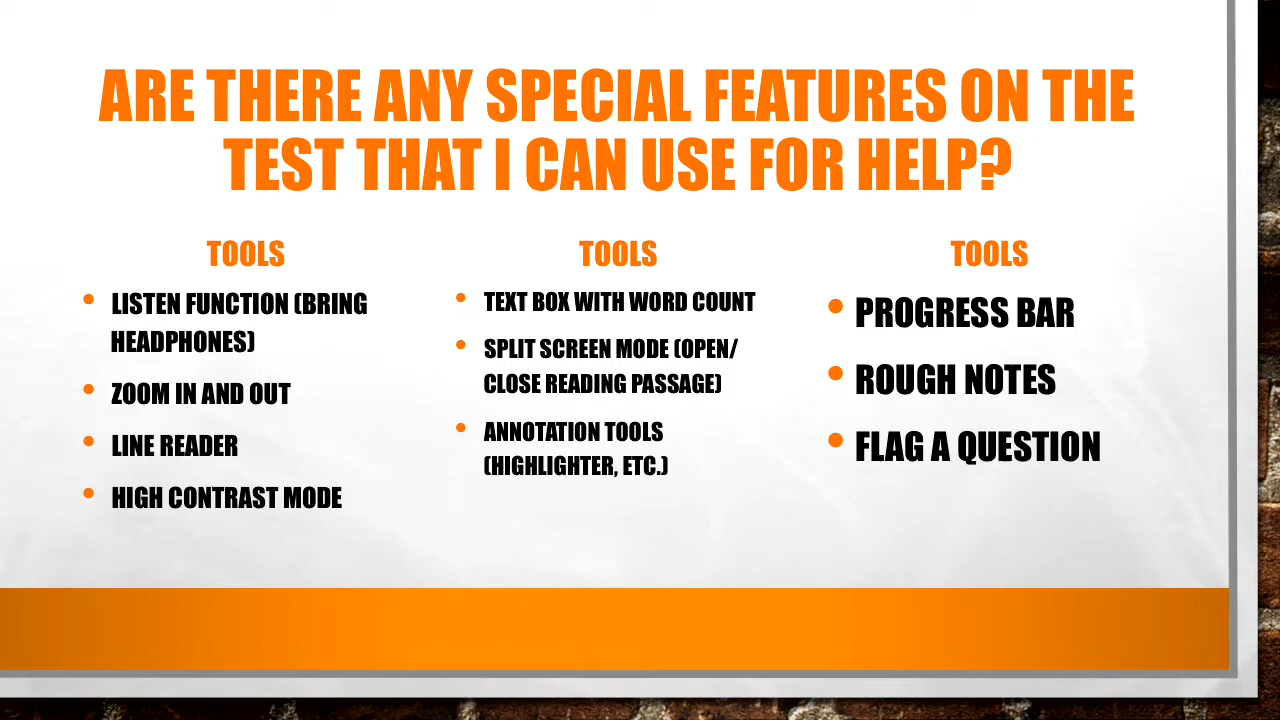 ARE THERE ANY SPECIAL FEATURES ON THE
TEST THAT I CAN USE FOR HELP?
TOOLS
• LISTEN FUNCTION (BRING
HEADPHONES)
• ZOOM IN AND OUT
• LINE READER
• HIGH CONTRAST MODE
TOOLS
• TEXT BOX WITH WORD COUNT
• SPLIT SCREEN MODE (OPEN/
CLOSE READING PASSAGE)
• ANNOTATION TOOLS
(HIGHLIGHTER, ETC.)
TOOLS
• PROGRESS BAR
• ROUGH NOTES
• FLAG A QUESTION